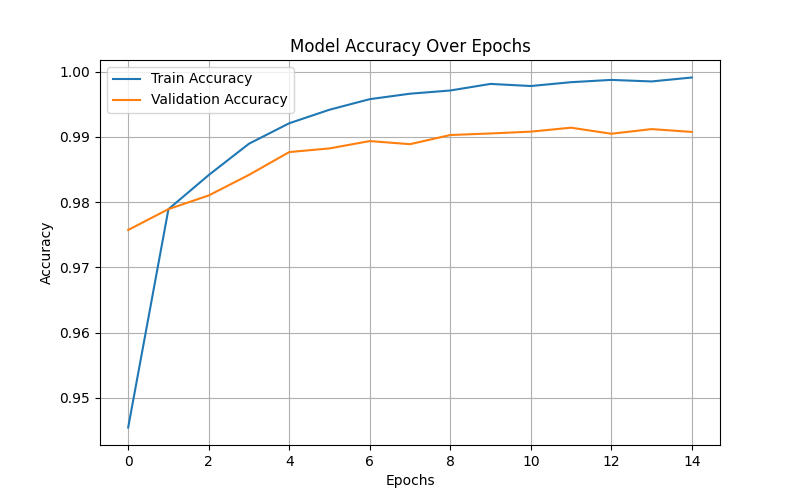 Model Accuracy Over Epochs
Train Accuracy
Validation Accuracy
Accuracy
1.00
0.99
0.98
0.97
0.96
0.95
0 2 4 6 8 10 12 14
Epochs